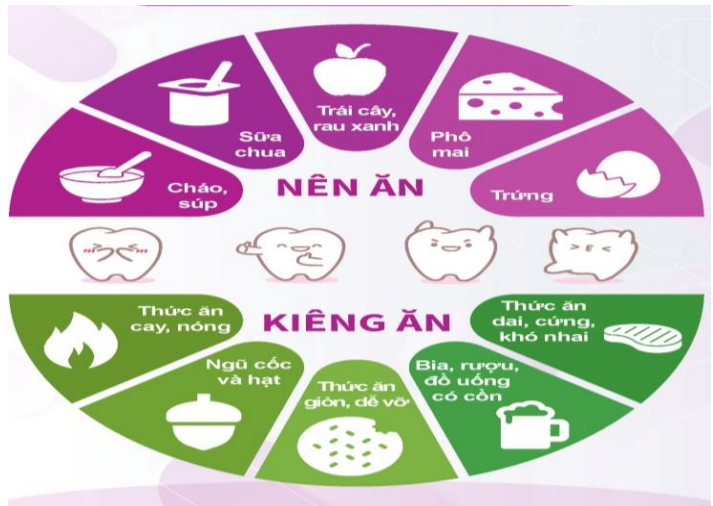 Cháo,
súp
Sữa
chua
Trái cây,
rau xanh
Phô
mai
Trứng
NÊN ĂN
KIÊNG ĂN
Thức ăn
cay, nóng
Ngũ cốc
và hạt
Thức ăn
giòn, dễ vỡ
Bia, rượu,
đồ uống
có cồn
Thức ăn
dai, cứng,
khó nhai